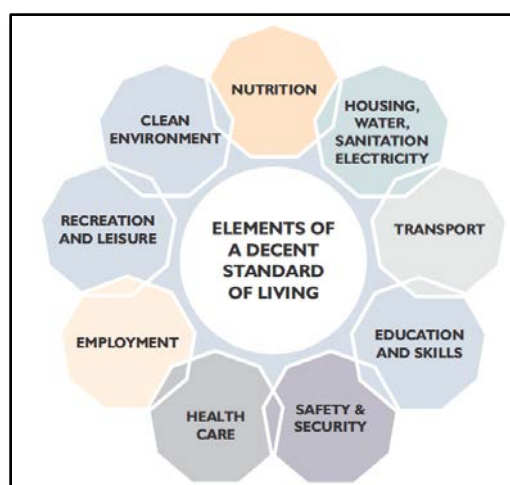 NUTRITION
HOUSING,
WATER,
SANITATION
ELECTRICITY
TRANSPORT
EDUCATION
AND SKILLS
SAFETY &
SECURITY
HEALTH
CARE
EMPLOYMENT
RECREATION
AND LEISURE
CLEAN
ENVIRONMENT
ELEMENTS OF
A DECENT
STANDARD
OF LIVING